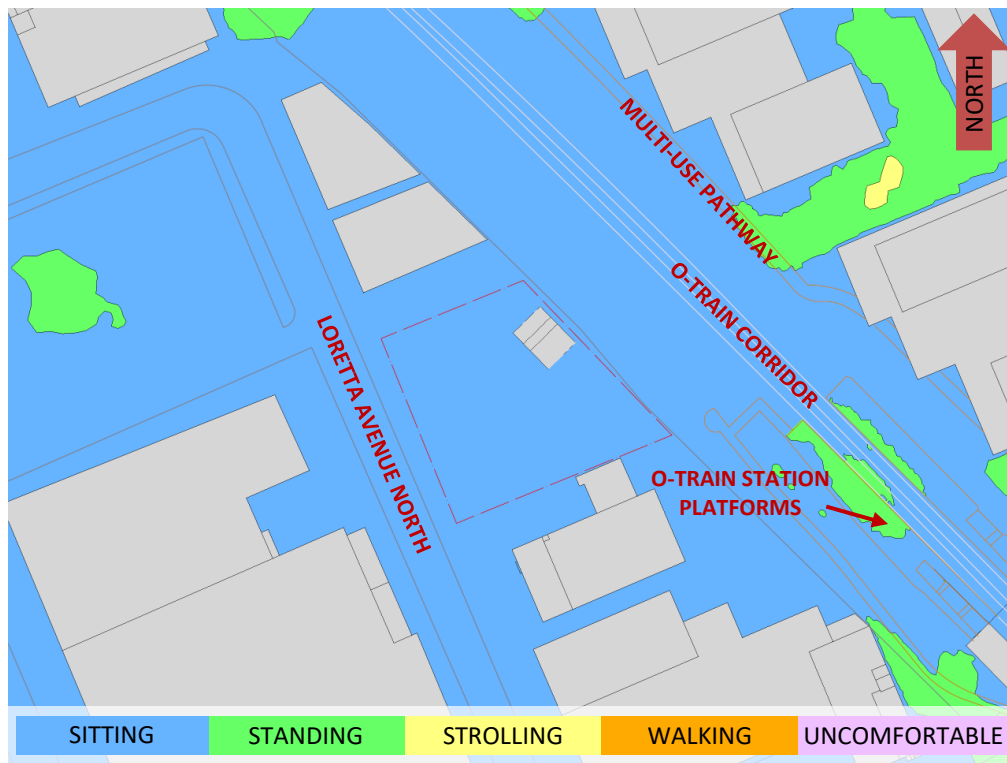 NORTH
MULTI-USE PATHWAY
O-TRAIN CORRIDOR
LORETTA AVENUE NORTH
O-TRAIN STATION
PLATFORMS
SITTING
STANDING
STROLLING
WALKING
UNCOMFORTABLE